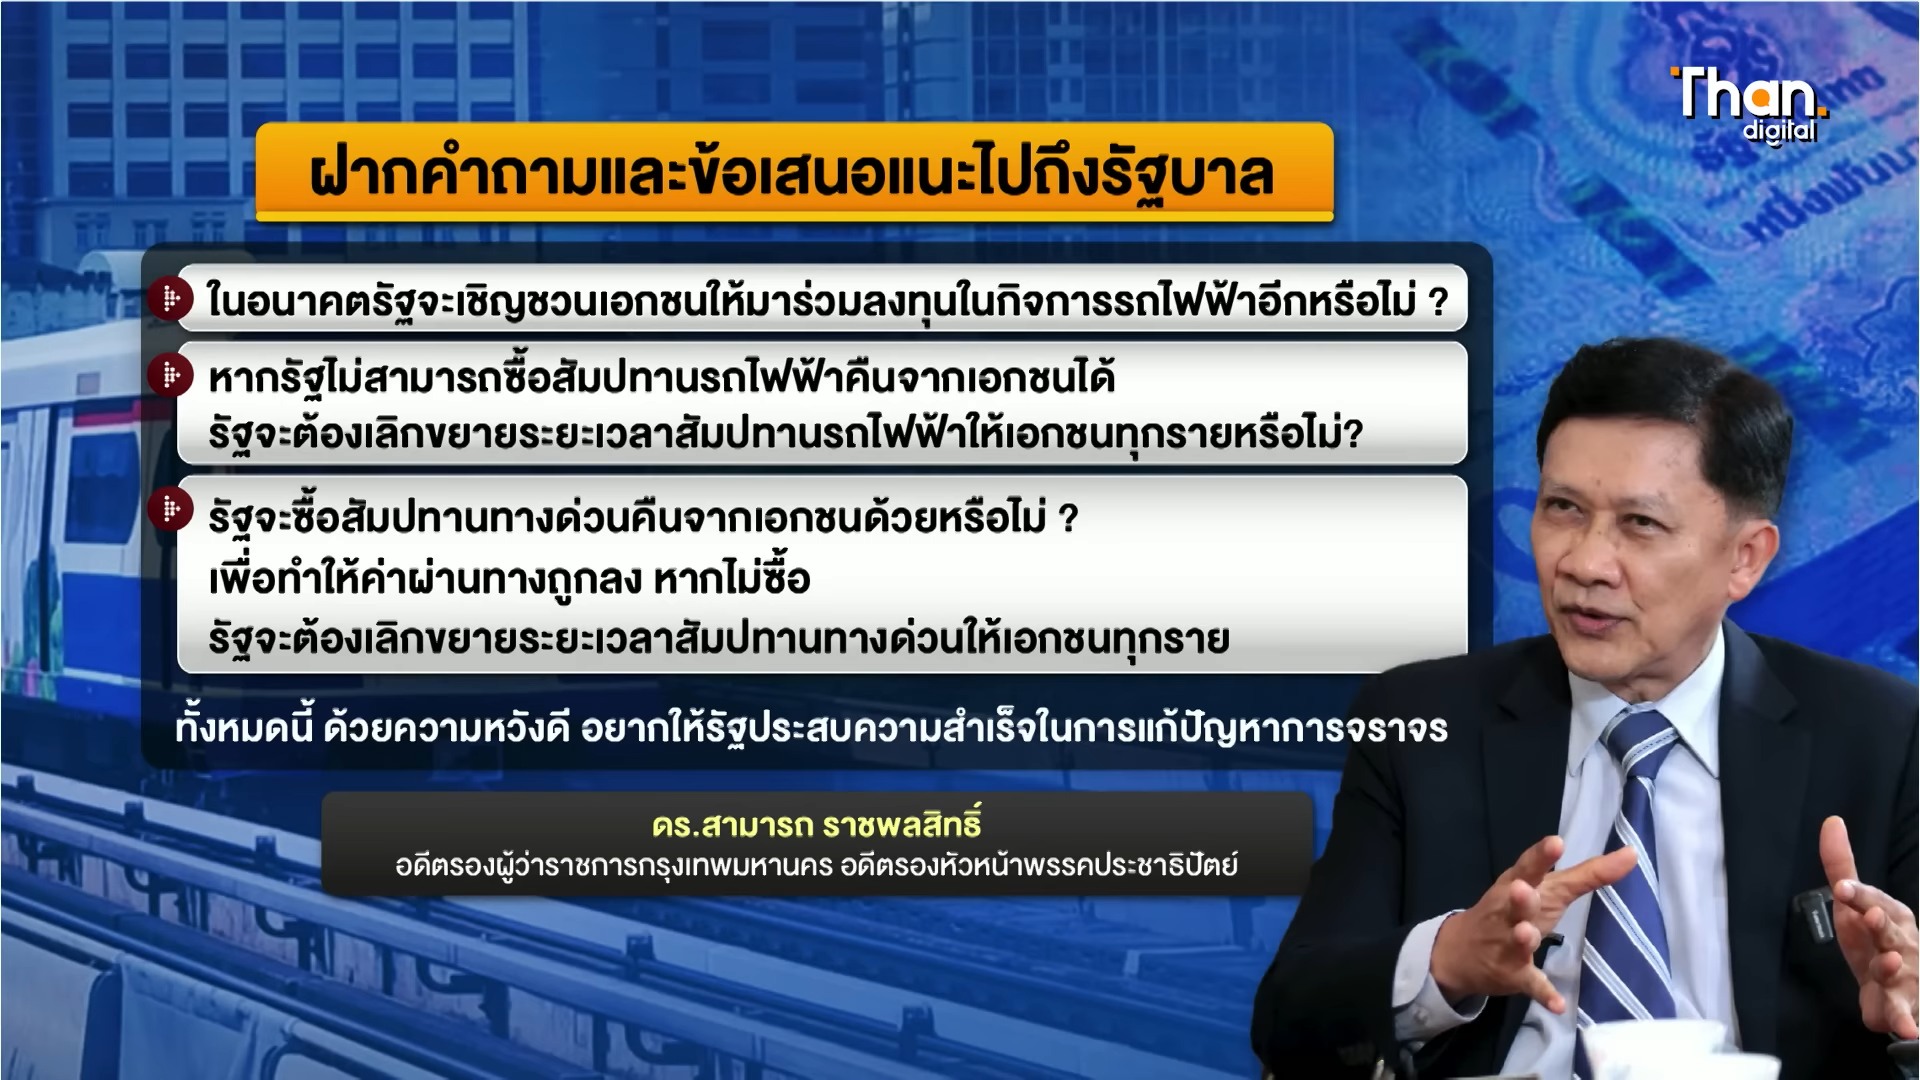 Than.
digital
ฝากคำถามและข้อเสนอแนะไปถึงรัฐบาล
ในอนาคตรัฐจะเชิญชวนเอกชนให้มาร่วมลงทุนในกิจการรถไฟฟ้าอีกหรือไม่ ?
หากรัฐไม่สามารถซื้อสัมปทานรถไฟฟ้าคืนจากเอกชนได้
รัฐจะต้องเลิกขยายระยะเวลาสัมปทานรถไฟฟ้าให้เอกชนทุกรายหรือไม่?
รัฐจะซื้อสัมปทานทางด่วนคืนจากเอกชนด้วยหรือไม่ ?
เพื่อทำให้ค่าผ่านทางถูกลง หากไม่ซื้อ
รัฐจะต้องเลิกขยายระยะเวลาสัมปทานทางด่วนให้เอกชนทุกราย
ทั้งหมดนี้ ด้วยความหวังดี อยากให้รัฐประสบความสำเร็จในการแก้ปัญหาการจราจร
ดร.สามารถ ราชพลสิทธิ์
อดีตรองผู้ว่าราชการกรุงเทพมหานคร อดีตรองหัวหน้าพรรคประชาธิปัตย์